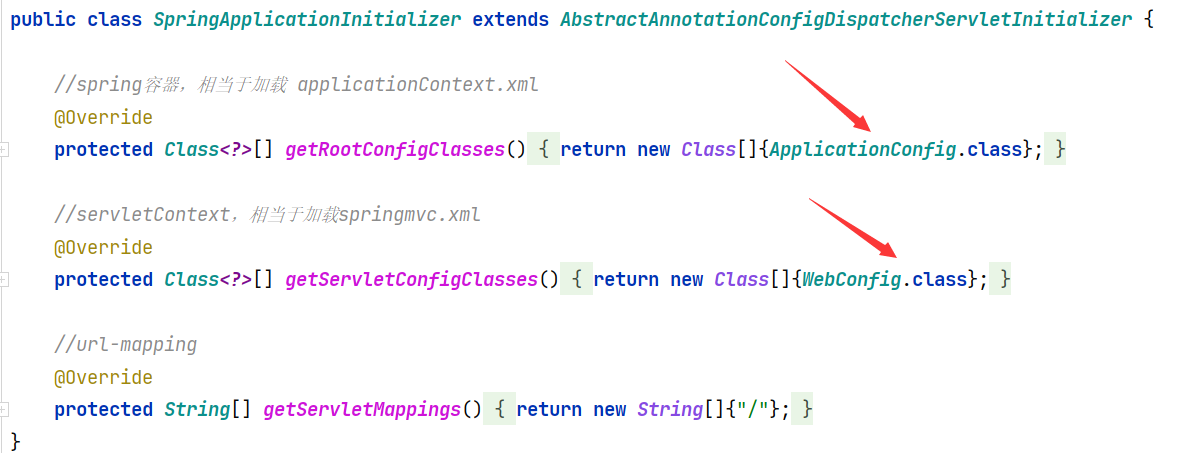 public class SpringApplicationInitializer extends AbstractAnnotationConfigDispatcherServletInitializer {
//spring容器，相当于加载 applicationContext.xml
@Override
protected Class<?>[] getRootConfigClasses() { return new Class[]{ApplicationConfig.class}; }
//servletContext，相当于加载springmvc.xml
@Override
protected Class<?>[] getServletConfigClasses() { return new Class[]{WebConfig.class}; }
//url-mapping
@Override
protected String[] getServletMappings() { return new String[]{"/"}; }
}